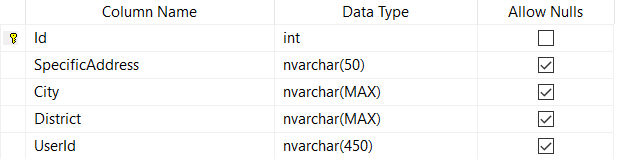 Column Name Data Type Allow Nulls
Id int
SpecificAddress nvarchar(50)
City nvarchar(MAX)
District nvarchar(MAX)
UserId nvarchar(450)